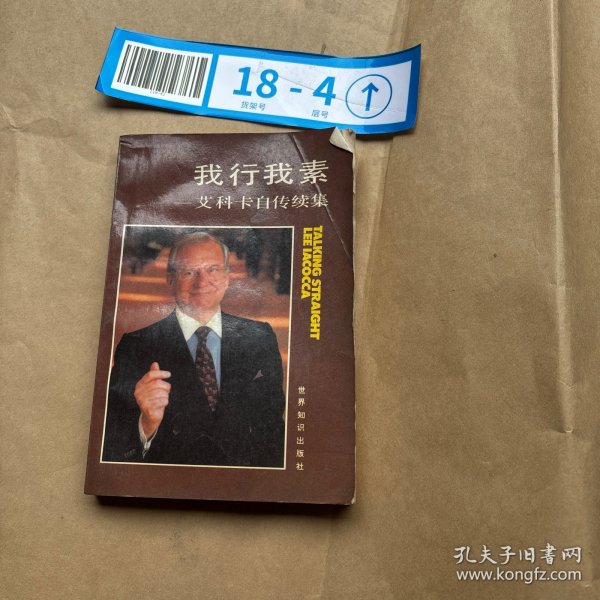 18-4
货架号 层号
我行我素
艾科卡自传续集
TALKING STRAIGHT
LEE IACOCCA
世界知识出版社
孔夫子旧书网
www.kongfz.com